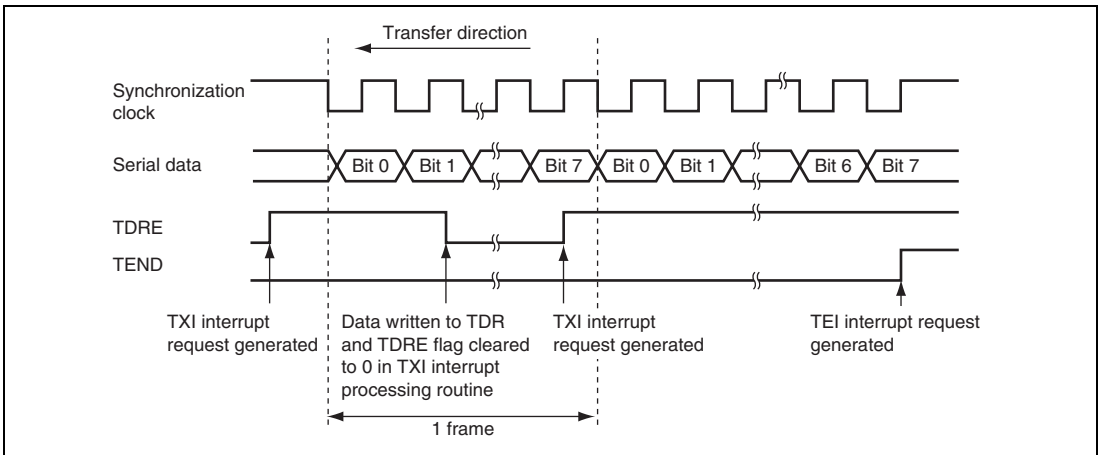 Transfer direction
Synchronization
clock
Serial data
Bit 0 Bit 1 Bit 7 Bit 0 Bit 1 Bit 6 Bit 7
TDRE
TEND
TXI interrupt
request generated
Data written to TDR
and TDRE flag cleared
to 0 in TXI interrupt
processing routine
TXI interrupt
request generated
TEI interrupt request
generated
1 frame